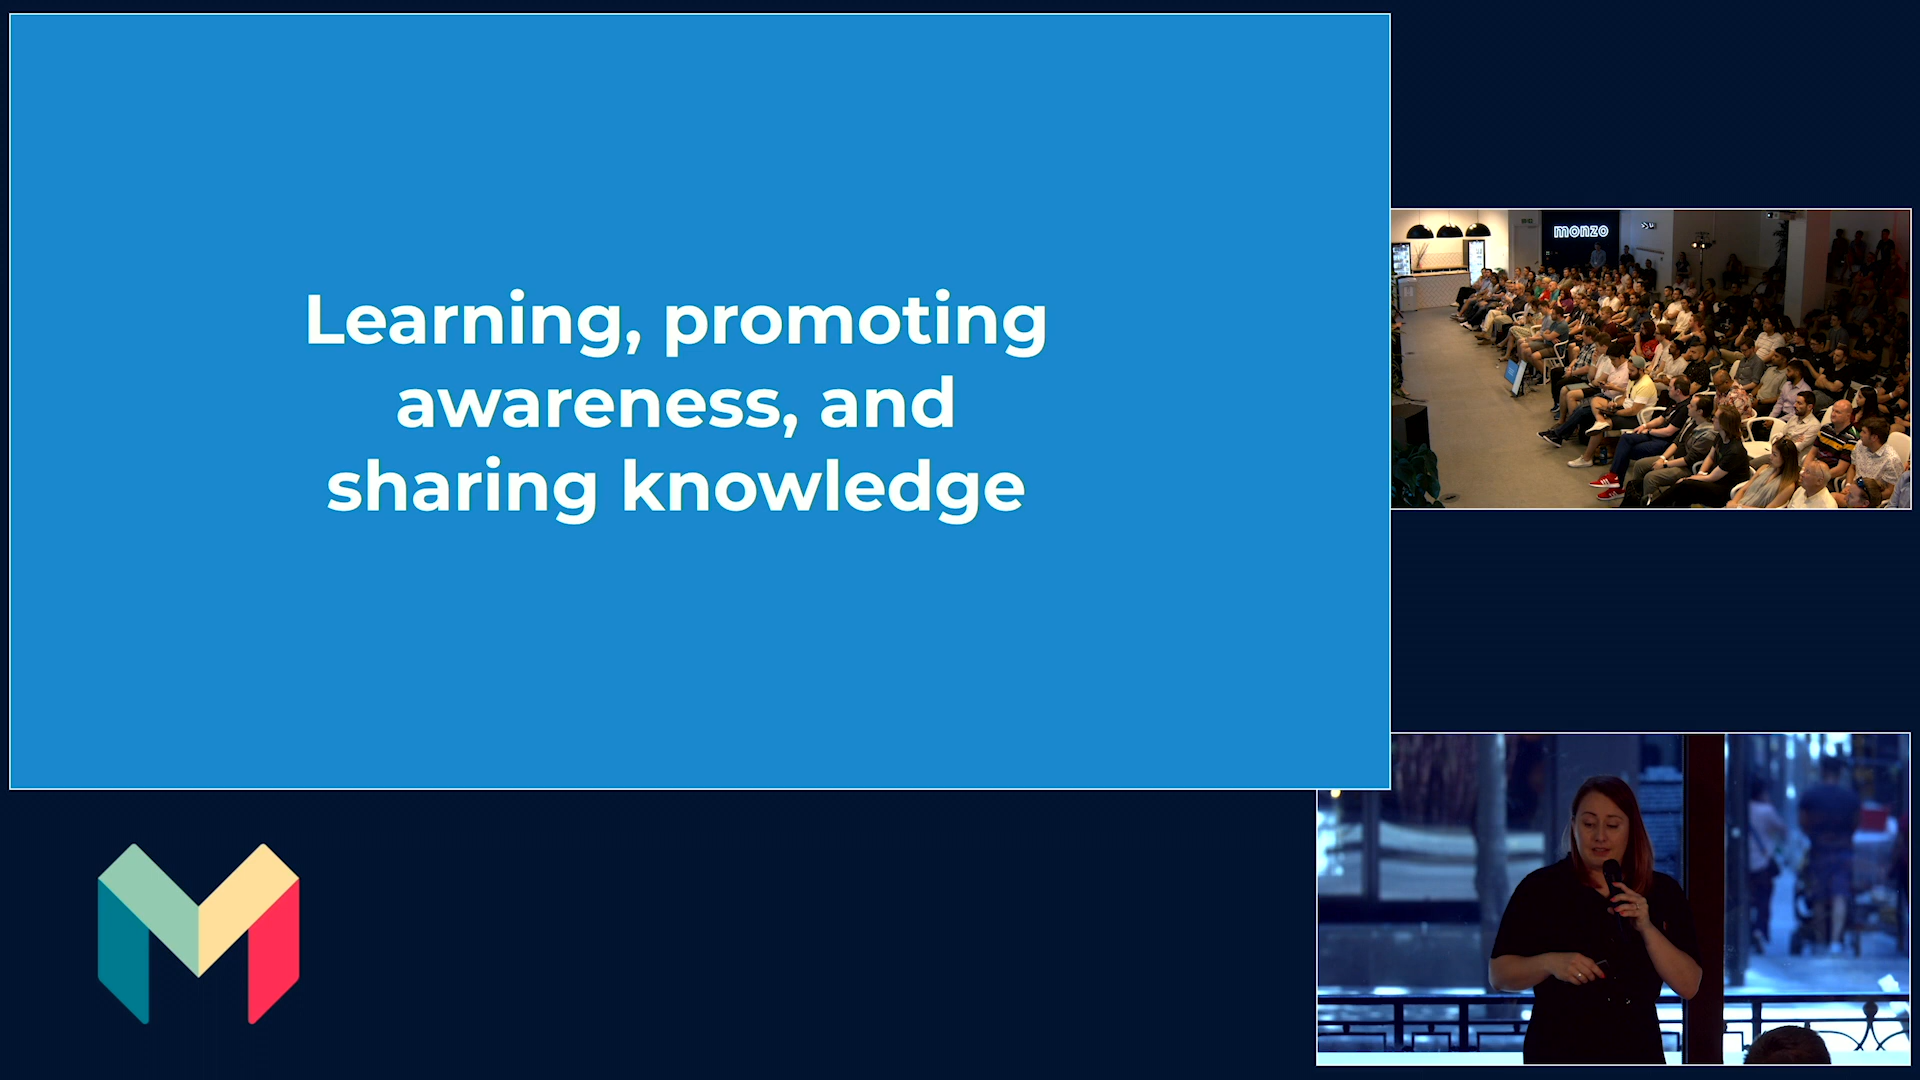 Learning, promoting
awareness, and
sharing knowledge
monzo